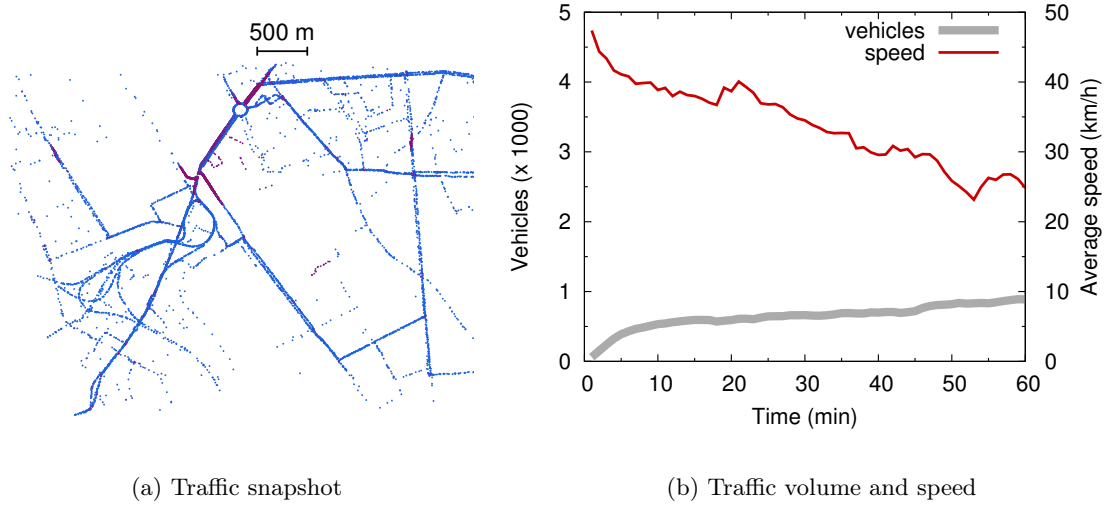 500 m
5
4
3
2
1
0
Vehicles (x 1000)
vehicles
speed
50
40
30
20
10
0
Average speed (km/h)
0 10 20 30 40 50 60
Time (min)
(a) Traffic snapshot
(b) Traffic volume and speed